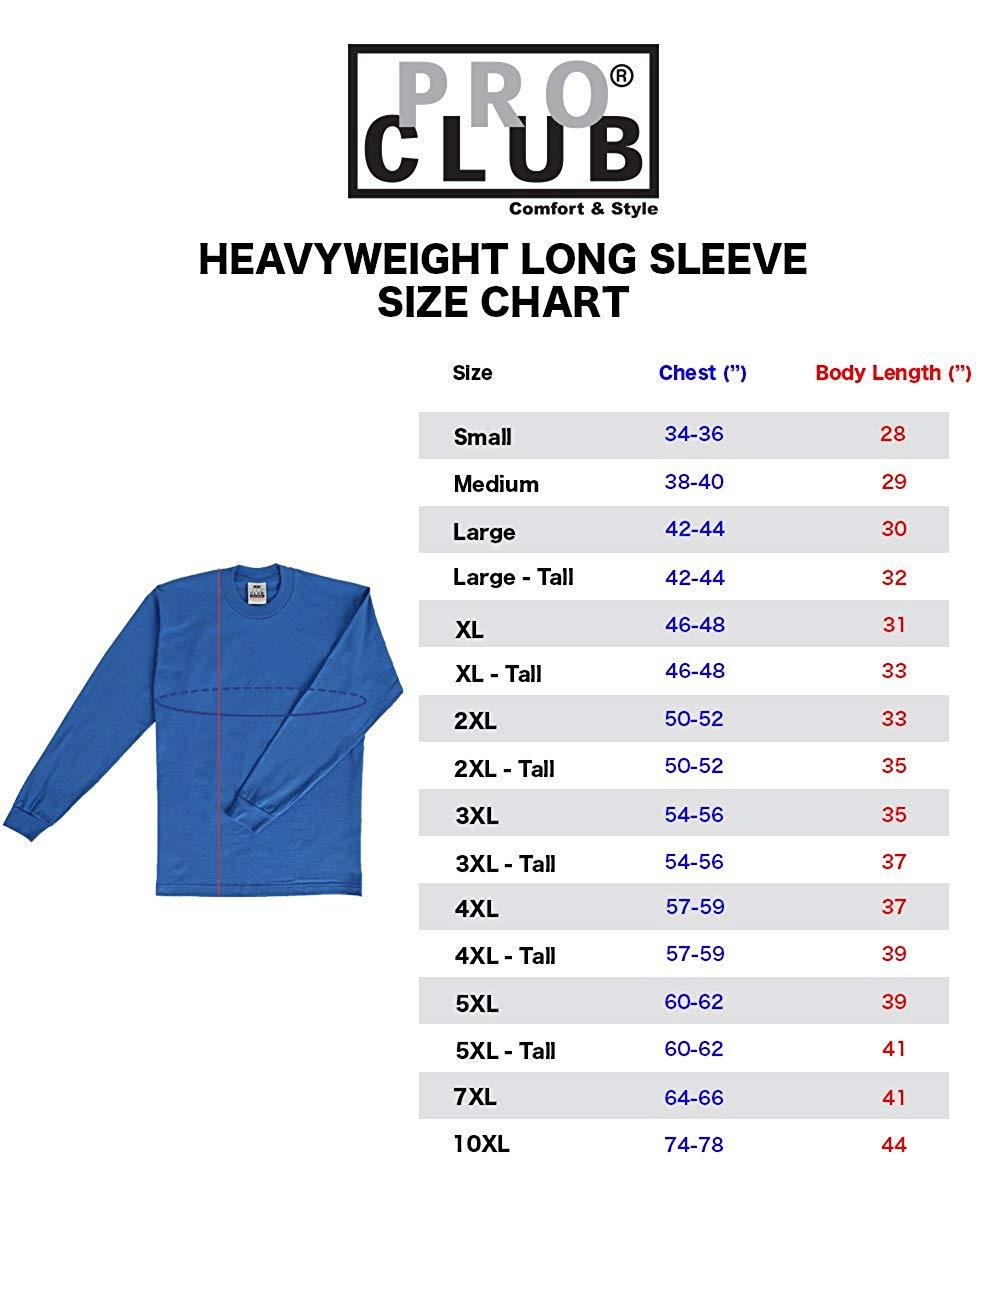 PRO®
CLUB
Comfort & Style
HEAVYWEIGHT LONG SLEEVE
SIZE CHART
Size Chest (”) Body Length (”)
Small 34-36 28
Medium 38-40 29
Large 42-44 30
Large - Tall 42-44 32
XL 46-48 31
XL - Tall 46-48 33
2XL 50-52 33
2XL - Tall 50-52 35
3XL 54-56 35
3XL - Tall 54-56 37
4XL 57-59 37
4XL - Tall 57-59 39
5XL 60-62 39
5XL - Tall 60-62 41
7XL 64-66 41
10XL 74-78 44